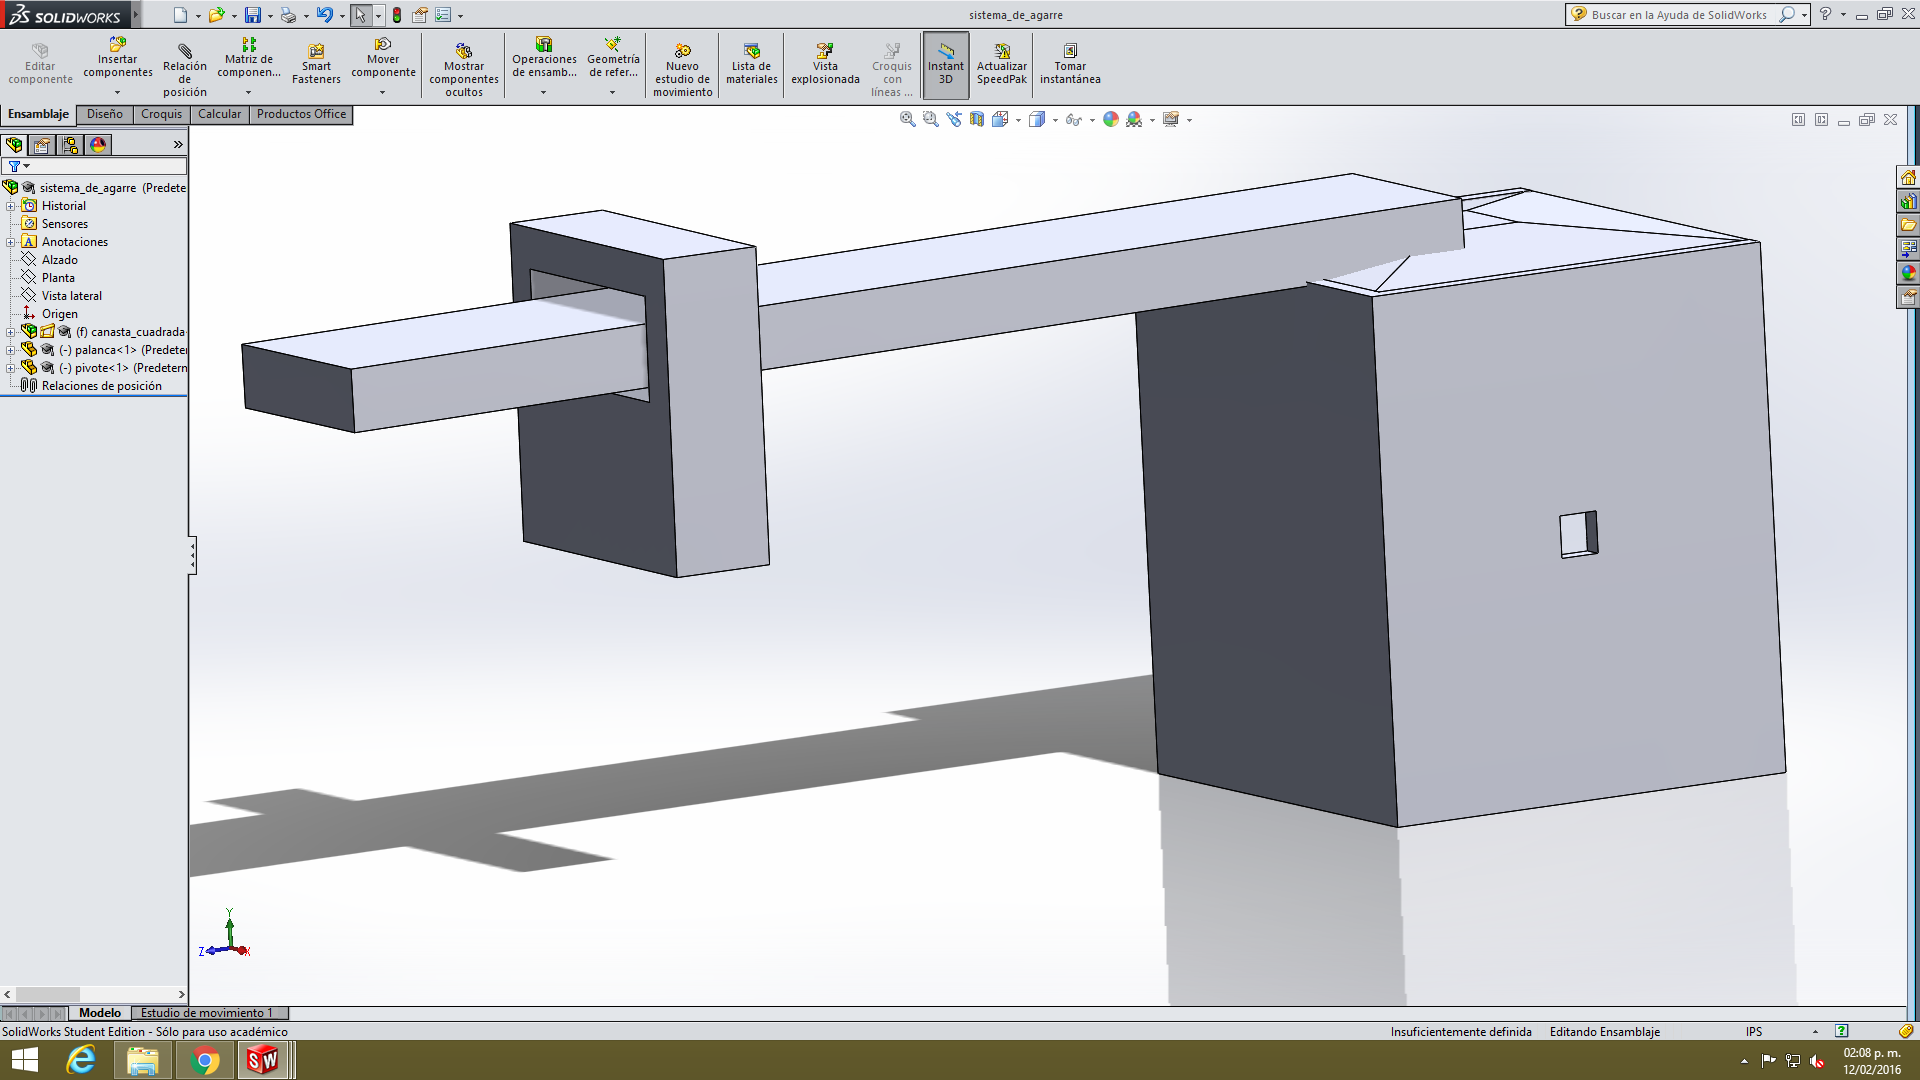 SOLIDWORKS
sistema_de_agarre
Buscar en la Ayuda de SolidWorks
Editar
componente
Insertar
componentes
Relación
de
posición
Matriz de
componen...
Smart
Fasteners
Mover
componente
Mostrar
componentes
ocultos
Operaciones
de ensamb...
Geometría
de refer...
Nuevo
estudio de
movimiento
Lista de
materiales
Vista
explosionada
Croquis
con
líneas ...
Instant
3D
Actualizar
SpeedPak
Tomar
instantánea
Ensamblaje
Diseño
Croquis
Calcular
Productos Office
sistema_de_agarre (Predete
Historial
Sensores
Anotaciones
Alzado
Planta
Vista lateral
Origen
(f) canasta_cuadrada
(-) palanca<1> (Predeter
(-) pivote<1> (Predetern
Relaciones de posición
Y
Z
X
Modelo
Estudio de movimiento 1
SolidWorks Student Edition - Sólo para uso académico
Insuficientemente definida
Editando Ensamblaje
IPS
SW
02:08 p. m.
12/02/2016